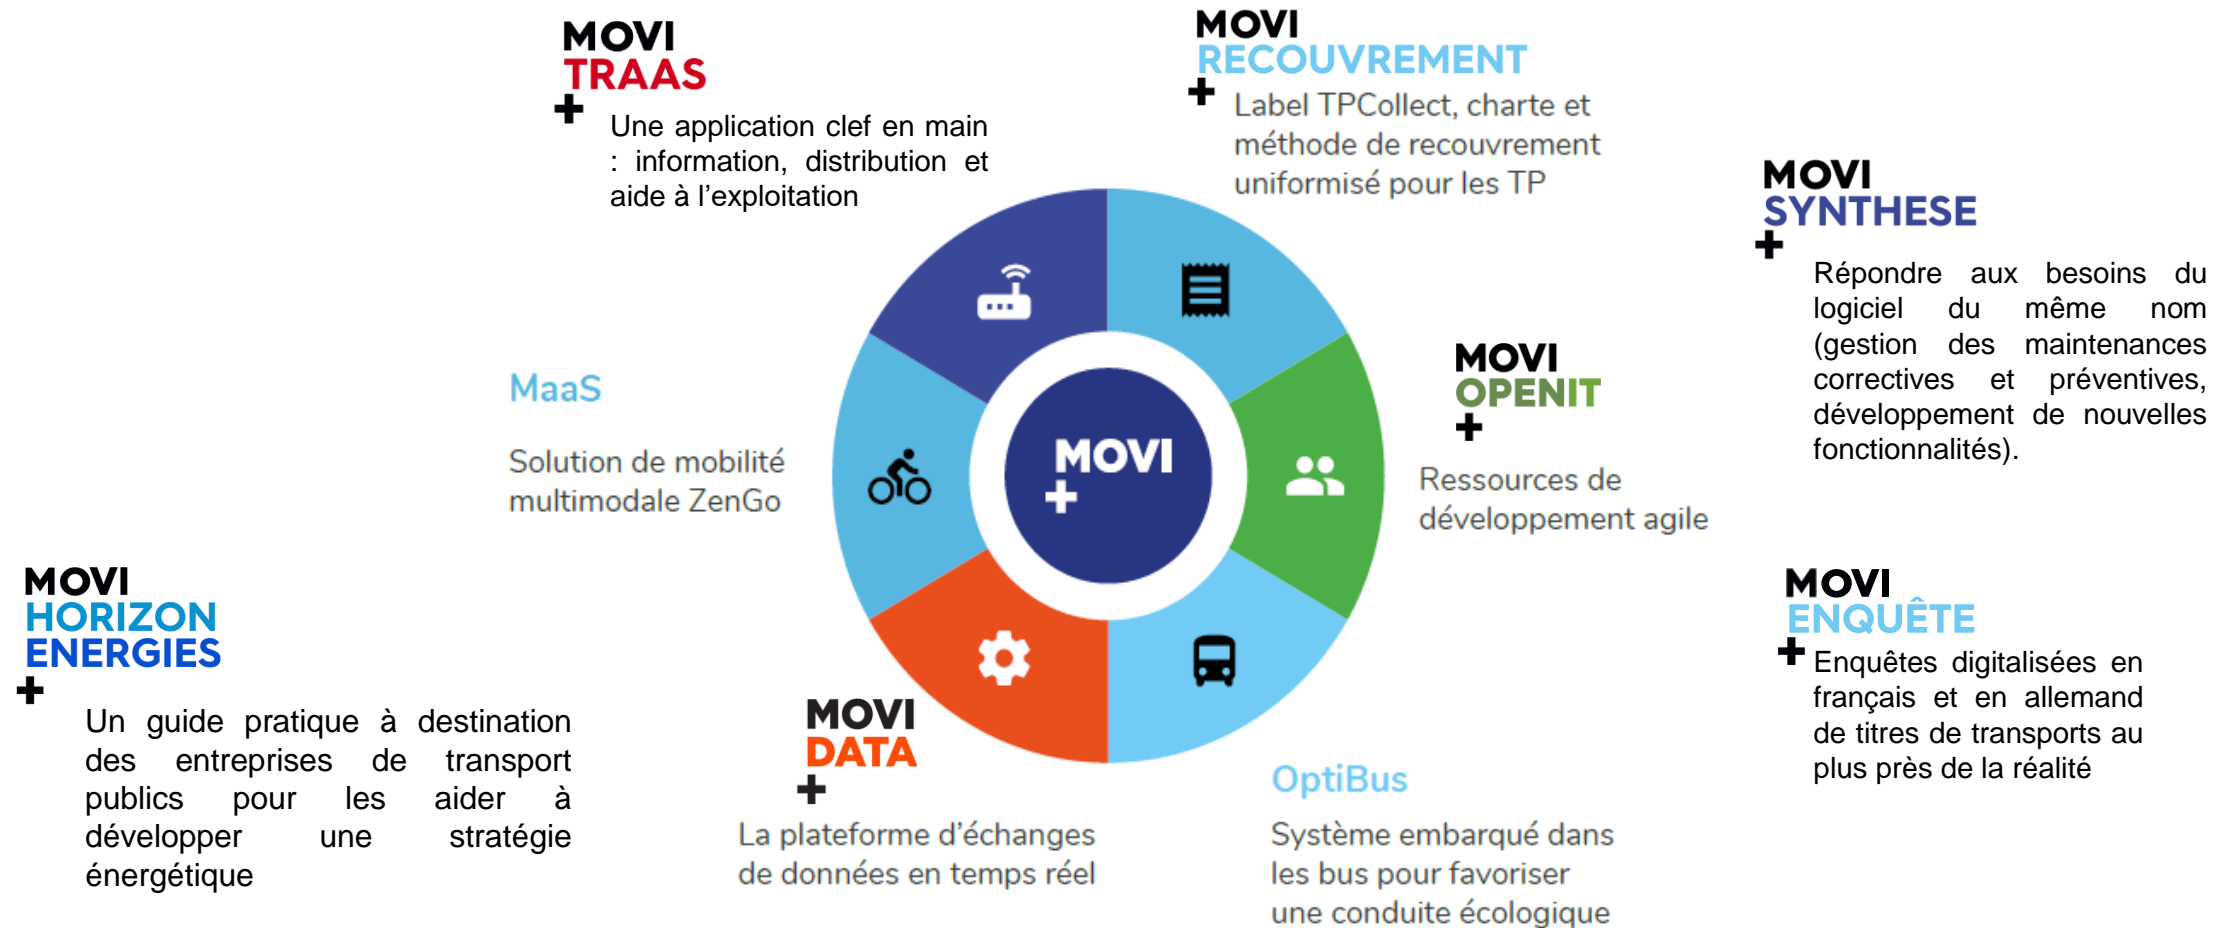 MOVI
TRAAS
+
Une application clef en main
: information, distribution et
aide à l'exploitation
MOVI
RECOUVREMENT
+
Label TPCollect, charte et
méthode de recouvrement
uniformisé pour les TP
MOVI
SYNTHESE
+
Répondre aux besoins du
logiciel du même nom
(gestion des maintenances
correctives et préventives,
développement de nouvelles
fonctionnalités).
MaaS
Solution de mobilité
multimodale ZenGo
MOVI
+
MOVI
OPENIT
+
Ressources de
développement agile
MOVI
HORIZON
ENERGIES
+
Un guide pratique à destination
des entreprises de transport
publics pour les aider à
développer une stratégie
énergétique
MOVI
DATA
+
La plateforme d'échanges
de données en temps réel
OptiBus
Système embarqué dans
les bus pour favoriser
une conduite écologique
MOVI
ENQUÊTE
+
Enquêtes digitalisées en
français et en allemand
de titres de transports au
plus près de la réalité